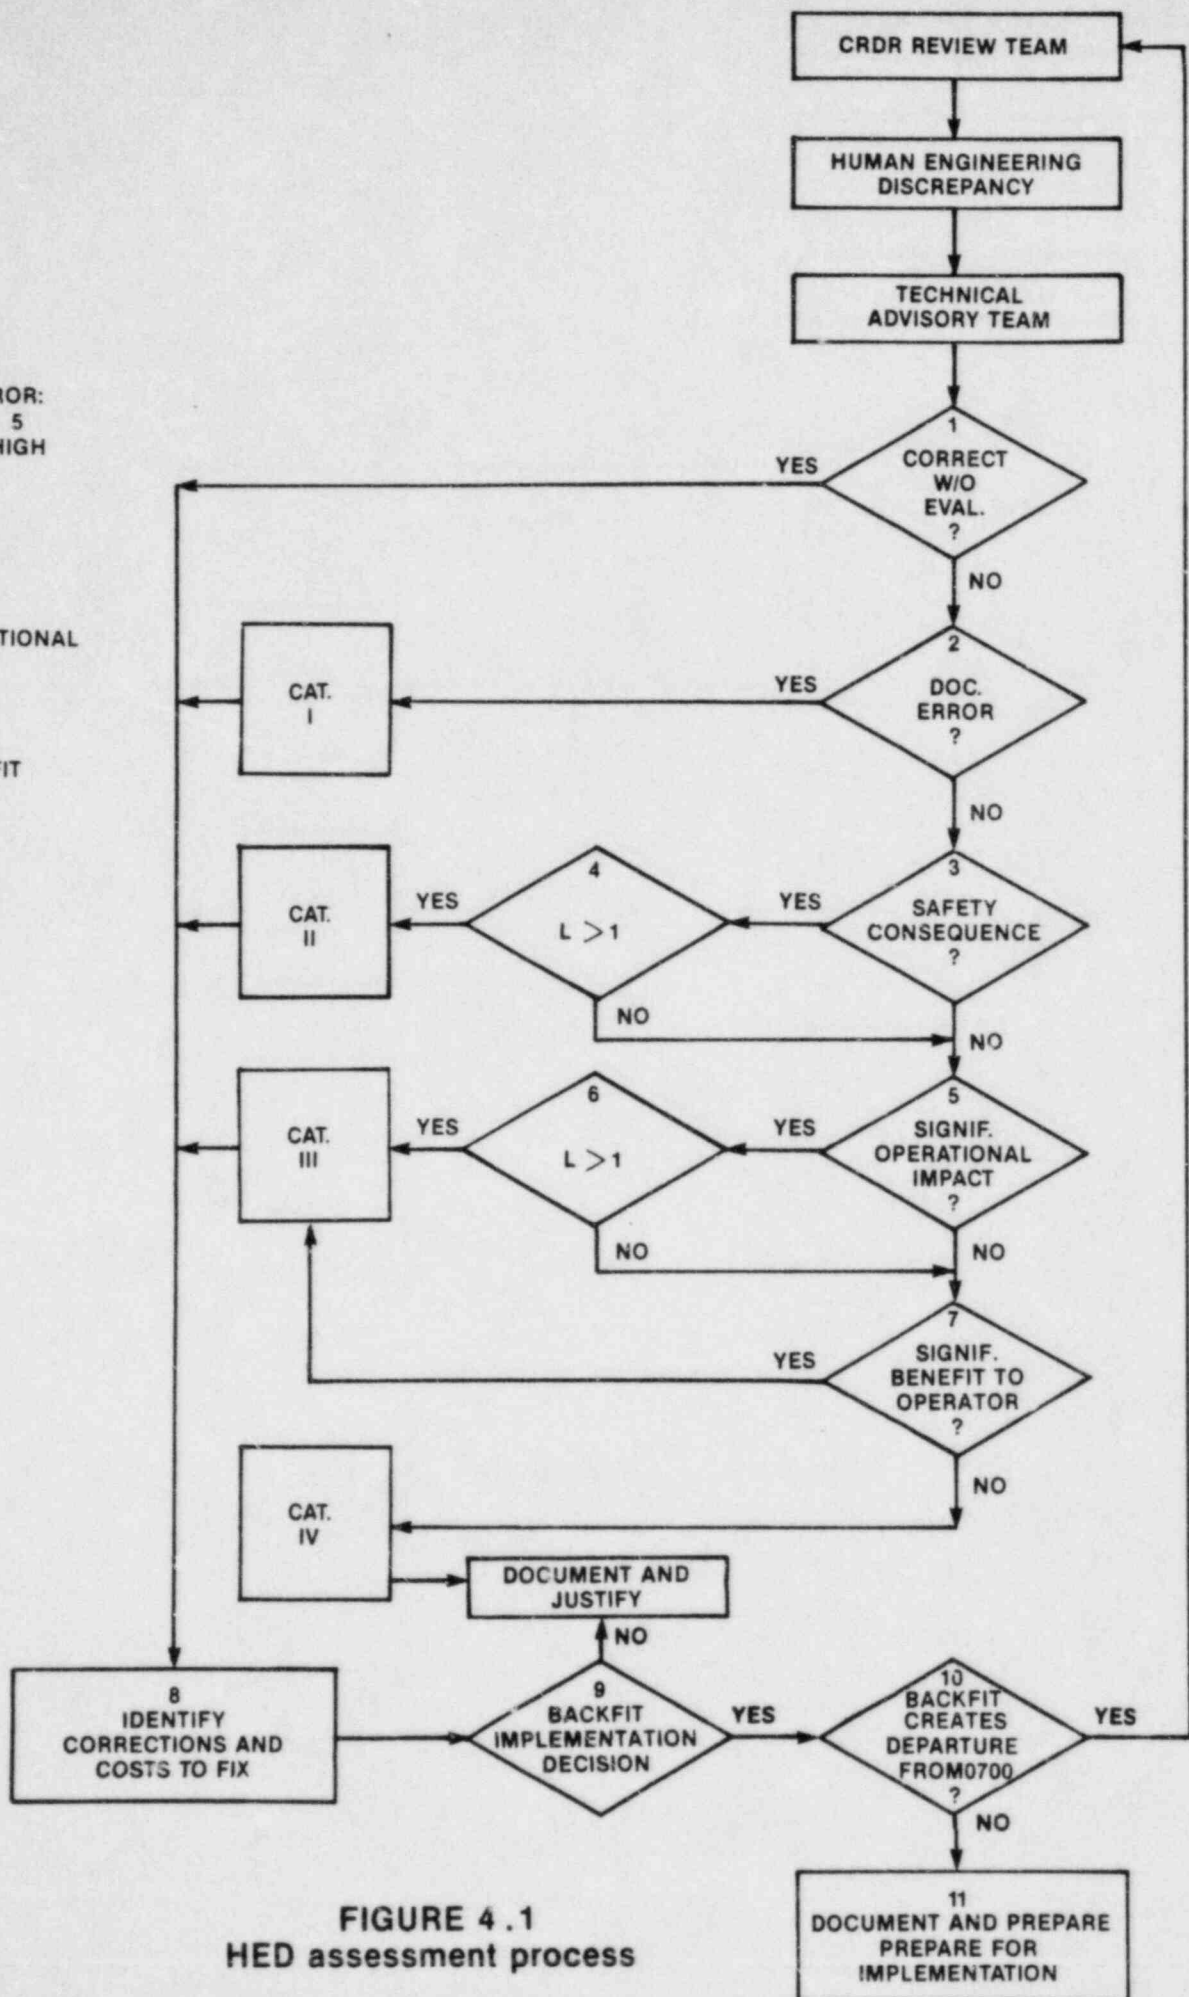 CRDR REVIEW TEAM
HUMAN ENGINEERING
DISCREPANCY
TECHNICAL
ADVISORY TEAM
5
HIGH
1
CORRECT
W/O
EVAL.
?
YES
NO
2
DOC.
ERROR
?
YES
NO
CAT.
I
3
SAFETY
CONSEQUENCE
?
YES
NO
4
L > 1
YES
NO
CAT.
II
5
SIGNIF.
OPERATIONAL
IMPACT
?
YES
NO
6
L > 1
YES
NO
CAT.
III
7
SIGNIF.
BENEFIT TO
OPERATOR
?
YES
NO
CAT.
IV
DOCUMENT AND
JUSTIFY
NO
8
IDENTIFY
CORRECTIONS AND
COSTS TO FIX
9
BACKFIT
IMPLEMENTATION
DECISION
YES
10
BACKFIT
CREATES
DEPARTURE
FROM0700
?
YES
NO
11
DOCUMENT AND PREPARE
PREPARE FOR
IMPLEMENTATION
FIGURE 4.1
HED assessment process